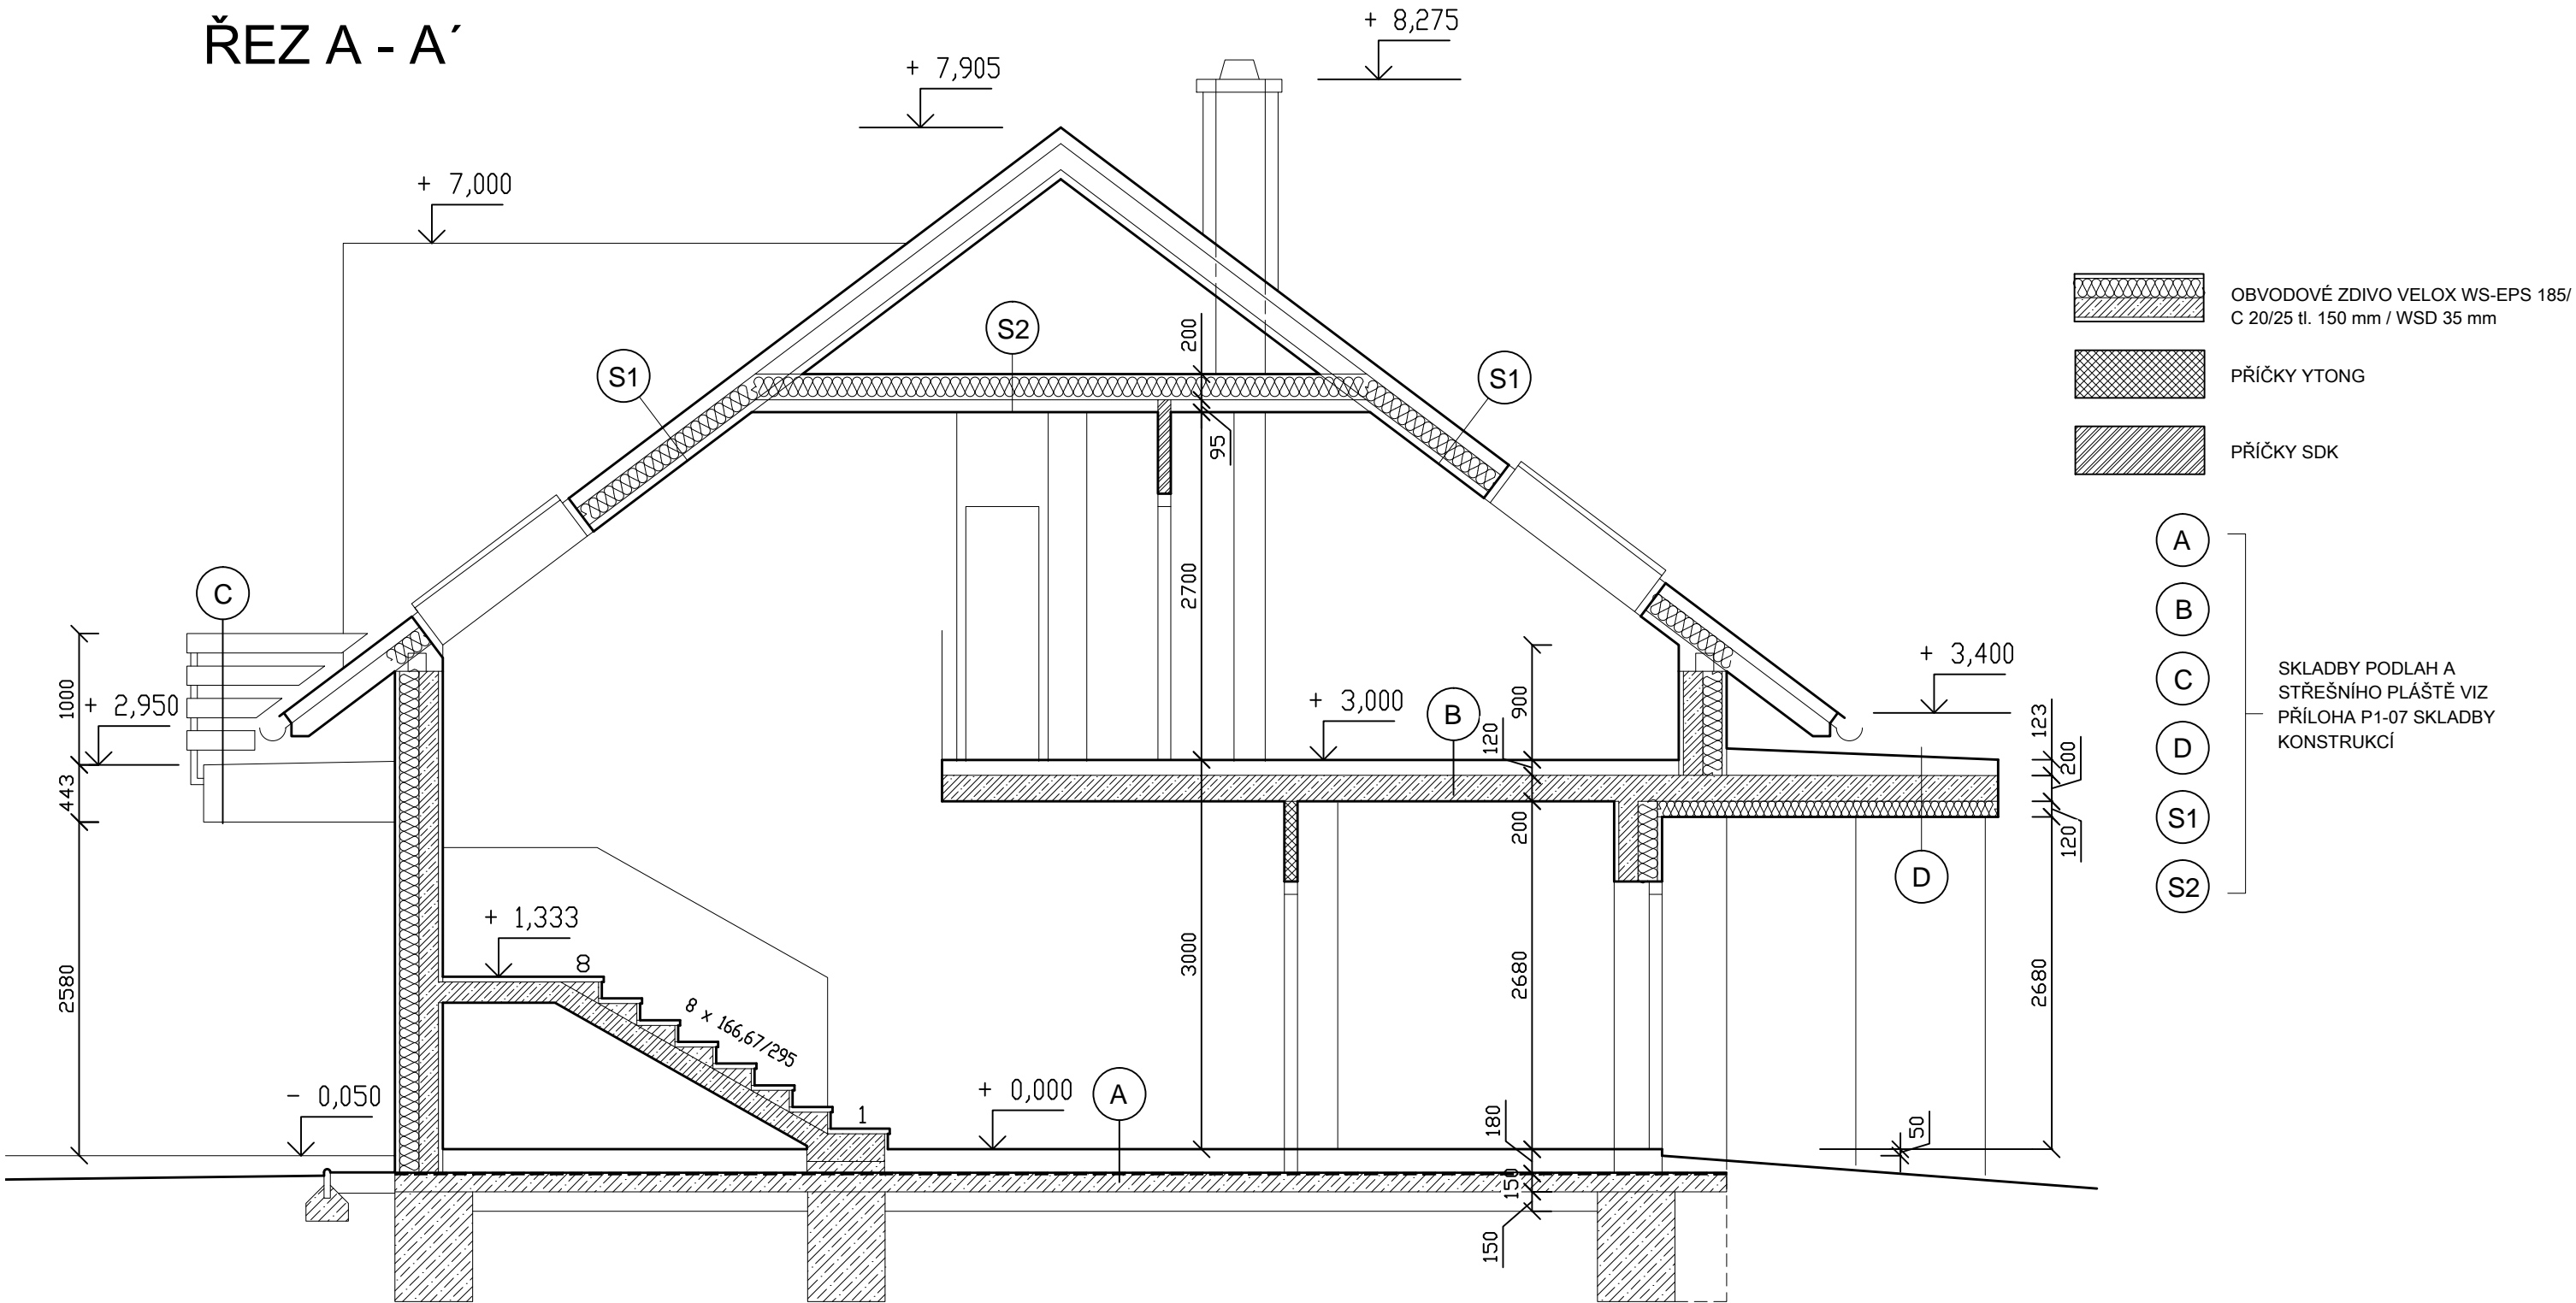 ŘEZ A - A´
+ 8,275
+ 7,905
+ 7,000
S2
200
S1
S1
95
OBVODOVÉ ZDIVO VELOX WS-EPS 185/
C 20/25 tl. 150 mm / WSD 35 mm
PŘÍČKY YTONG
PŘÍČKY SDK
A
B
C
D
S1
S2
SKLADBY PODLAH A
STŘEŠNÍHO PLÁŠTĚ VIZ
PŘÍLOHA P1-07 SKLADBY
KONSTRUKCÍ
C
2700
1000
+ 2,950
443
2580
+ 3,000
B
120
900
+ 3,400
123
200
120
200
D
+ 1,333
8
8 x 166,67/295
1
3000
2680
2680
- 0,050
+ 0,000
A
180
150
150
50